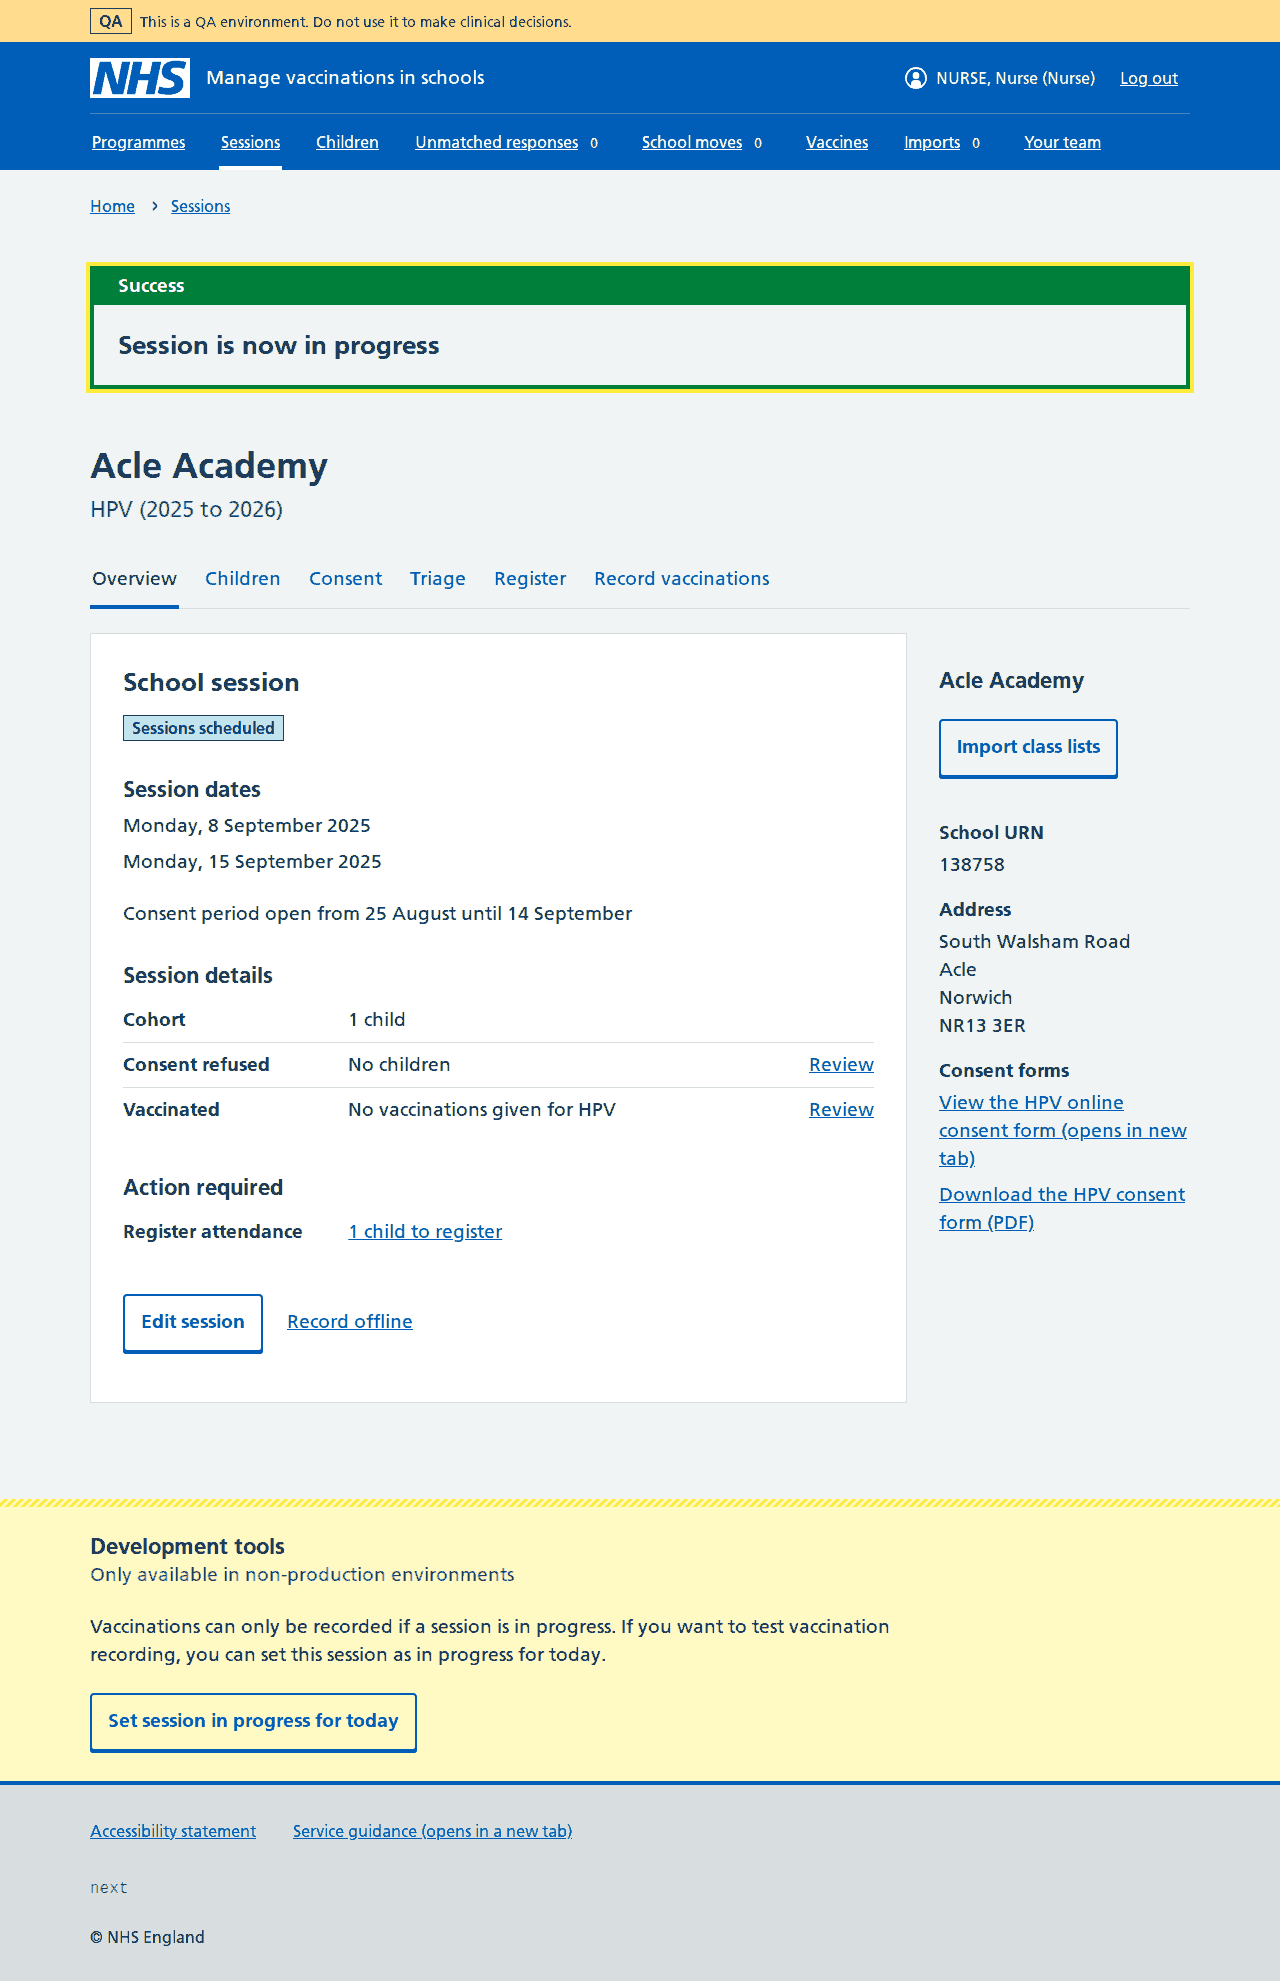 QA This is a QA environment. Do not use it to make clinical decisions.
NHS Manage vaccinations in schools NURSE, Nurse (Nurse) Log out
Programmes Sessions Children Unmatched responses 0 School moves 0 Vaccines Imports 0 Your team
Home › Sessions
Success
Session is now in progress
Acle Academy
HPV (2025 to 2026)
Overview Children Consent Triage Register Record vaccinations
School session
Sessions scheduled
Session dates
Monday, 8 September 2025
Monday, 15 September 2025
Consent period open from 25 August until 14 September
Session details
Cohort 1 child
Consent refused No children Review
Vaccinated No vaccinations given for HPV Review
Action required
Register attendance 1 child to register
Edit session Record offline
Acle Academy
Import class lists
School URN
138758
Address
South Walsham Road
Acle
Norwich
NR13 3ER
Consent forms
View the HPV online
consent form (opens in new
tab)
Download the HPV consent
form (PDF)
Development tools
Only available in non-production environments
Vaccinations can only be recorded if a session is in progress. If you want to test vaccination
recording, you can set this session as in progress for today.
Set session in progress for today
Accessibility statement Service guidance (opens in a new tab)
next
© NHS England